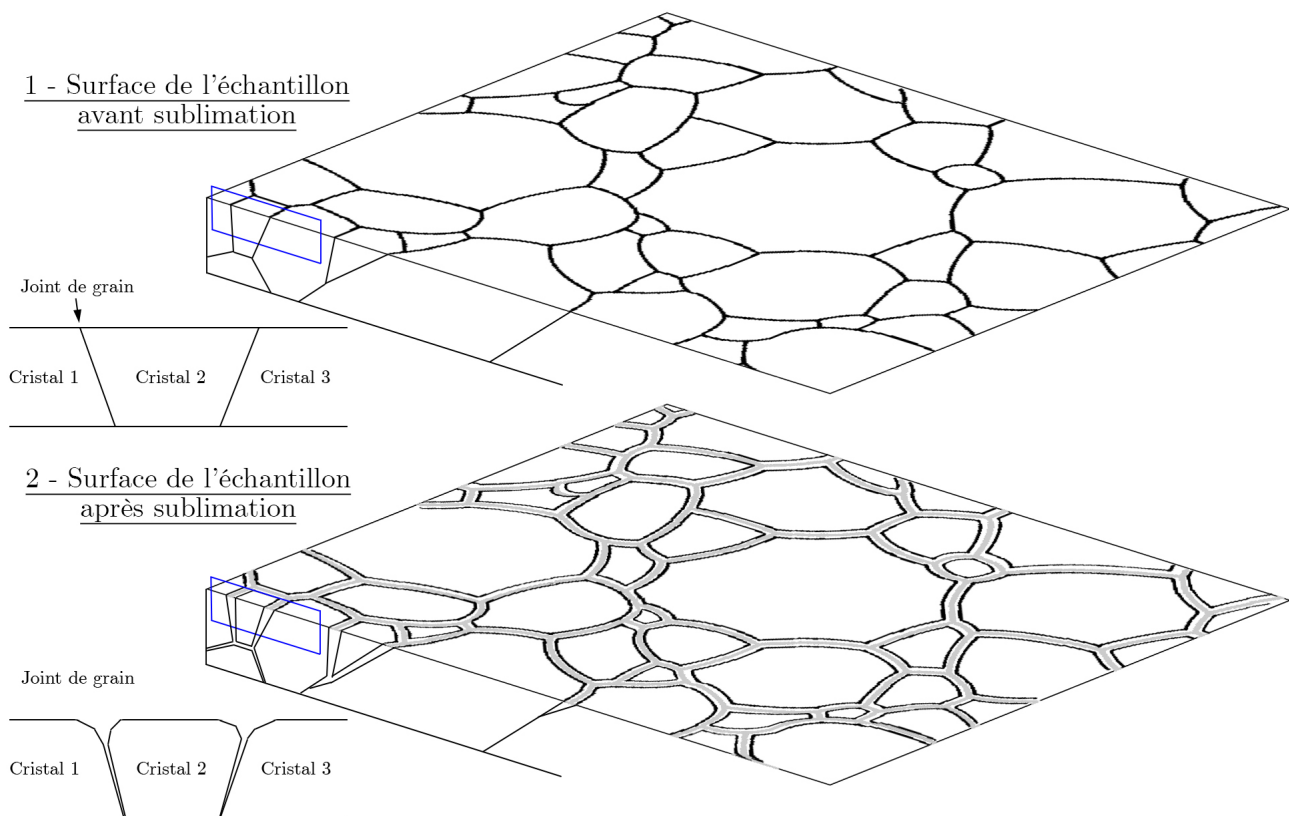 1 - Surface de l'échantillon
avant sublimation
Joint de grain
Cristal 1
Cristal 2
Cristal 3
2 - Surface de l'échantillon
après sublimation
Joint de grain
Cristal 1
Cristal 2
Cristal 3